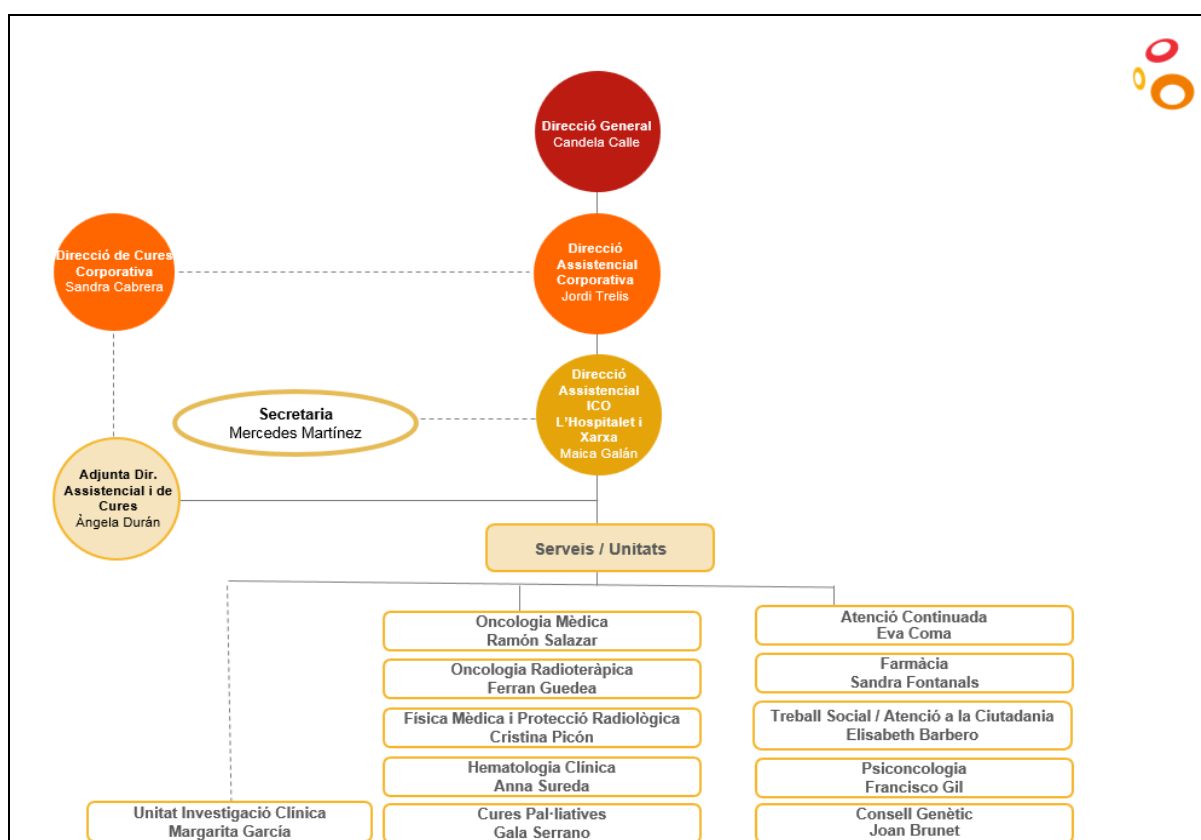 Direcció General
Candela Calle
Direcció de Cures
Corporativa
Sandra Cabrera
Direcció
Assistencial
Corporativa
Jordi Trelis
Direcció
Assistencial
ICO
L'Hospitalet i
Xarxa
Maica Galán
Secretaria
Mercedes Martínez
Adjunta Dir.
Assistencial i de
Cures
Àngela Durán
Serveis / Unitats
Oncologia Mèdica
Ramón Salazar
Oncologia Radioteràpica
Ferran Guedea
Física Mèdica i Protecció Radiològica
Cristina Picón
Hematologia Clínica
Anna Sureda
Cures Pal·liatives
Gala Serrano
Atenció Continuada
Eva Coma
Farmàcia
Sandra Fontanals
Treball Social / Atenció a la Ciutadania
Elisabeth Barbero
Psiconcologia
Francisco Gil
Consell Genètic
Joan Brunet
Unitat Investigació Clínica
Margarita García